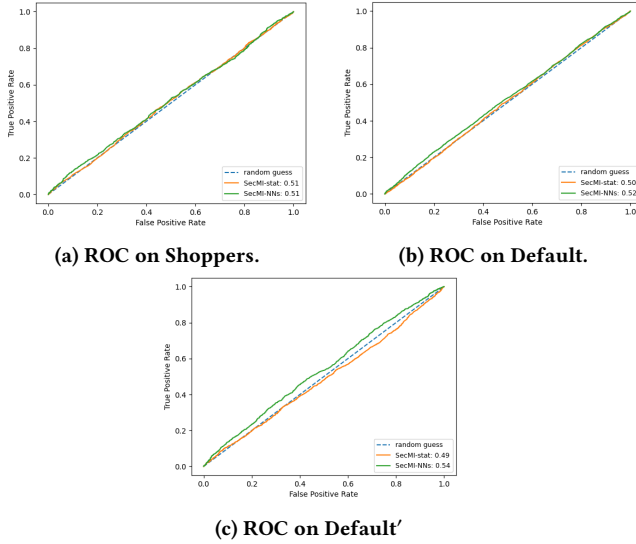 1.0
0.8
0.6
0.4
0.2
0.0
True Positive Rate
0.0 0.2 0.4 0.6 0.8 1.0
False Positive Rate
random guess
SecMI-stat: 0.51
SecMI-NNs: 0.51
(a) ROC on Shoppers.
1.0
0.8
0.6
0.4
0.2
0.0
True Positive Rate
0.0 0.2 0.4 0.6 0.8 1.0
False Positive Rate
random guess
SecMI-stat: 0.50
SecMI-NNs: 0.52
(b) ROC on Default.
1.0
0.8
0.6
0.4
0.2
0.0
True Positive Rate
0.0 0.2 0.4 0.6 0.8 1.0
False Positive Rate
random guess
SecMI-stat: 0.49
SecMI-NNs: 0.54
(c) ROC on Default′